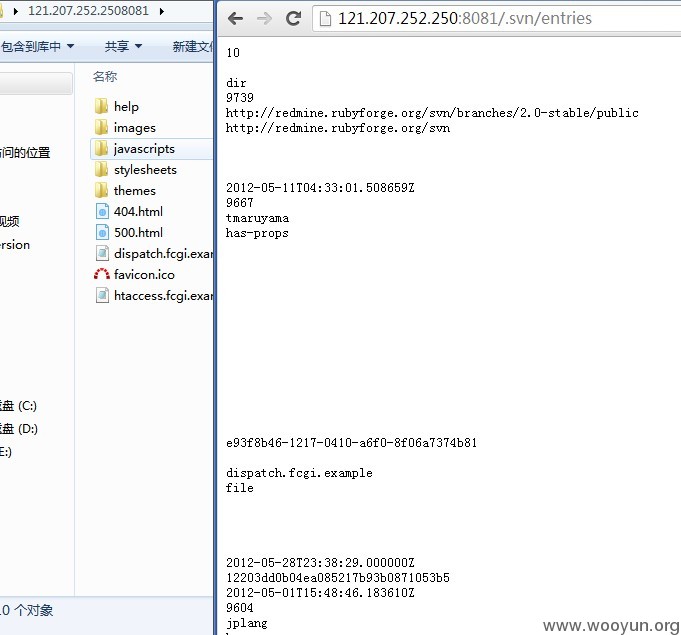 121.207.252.2508081
包含到库中
共享
新建文
名称
help
images
javascripts
stylesheets
themes
404.html
500.html
dispatch.fcgi.exar
favicon.ico
htaccess.fcgi.exar
问的位置
视频
ersion
盘 (C:)
盘 (D:)
E:)
10 个对象
121.207.252.250:8081/.svn/entries
10
dir
9739
http://redmine.rubyforge.org/svn/branches/2.0-stable/public
http://redmine.rubyforge.org/svn
2012-05-11T04:33:01.508659Z
9667
tmaruyama
has-props
e93f8b46-1217-0410-a6f0-8f06a7374b81
dispatch.fcgi.example
file
2012-05-28T23:38:29.000000Z
12203dd0b04ea085217b93b0871053b5
2012-05-01T15:48:46.183610Z
9604
jplang
www.wooyun.org